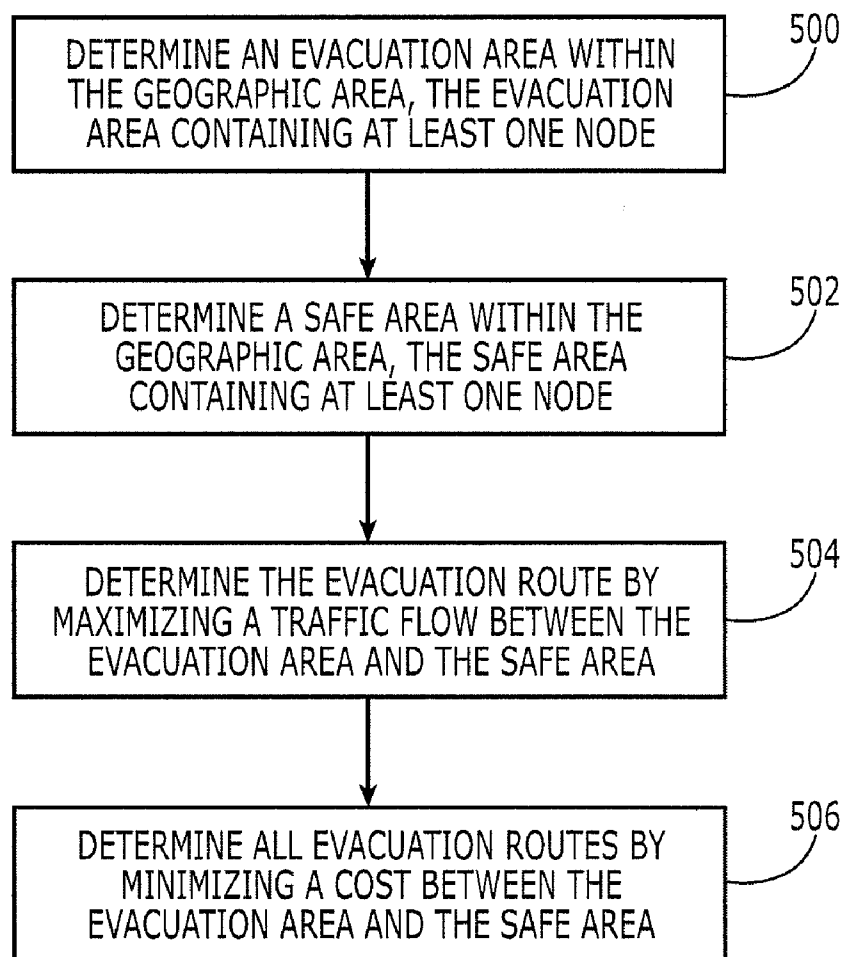 500
DETERMINE AN EVACUATION AREA WITHIN
THE GEOGRAPHIC AREA, THE EVACUATION
AREA CONTAINING AT LEAST ONE NODE
502
DETERMINE A SAFE AREA WITHIN THE
GEOGRAPHIC AREA, THE SAFE AREA
CONTAINING AT LEAST ONE NODE
504
DETERMINE THE EVACUATION ROUTE BY
MAXIMIZING A TRAFFIC FLOW BETWEEN THE
EVACUATION AREA AND THE SAFE AREA
506
DETERMINE ALL EVACUATION ROUTES BY
MINIMIZING A COST BETWEEN THE
EVACUATION AREA AND THE SAFE AREA